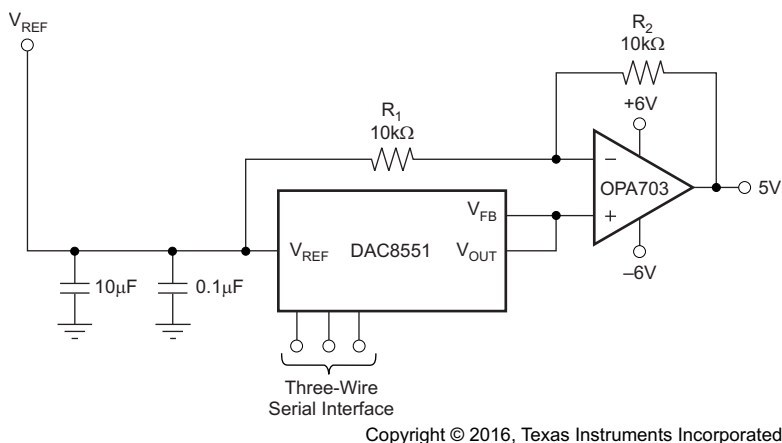 V_REF
R_2
10kΩ
+6V
R_1
10kΩ
–
OPA703
5V
+
–6V
V_FB
V_REF
DAC8551
V_OUT
10μF
0.1μF
Three-Wire
Serial Interface
Copyright © 2016, Texas Instruments Incorporated